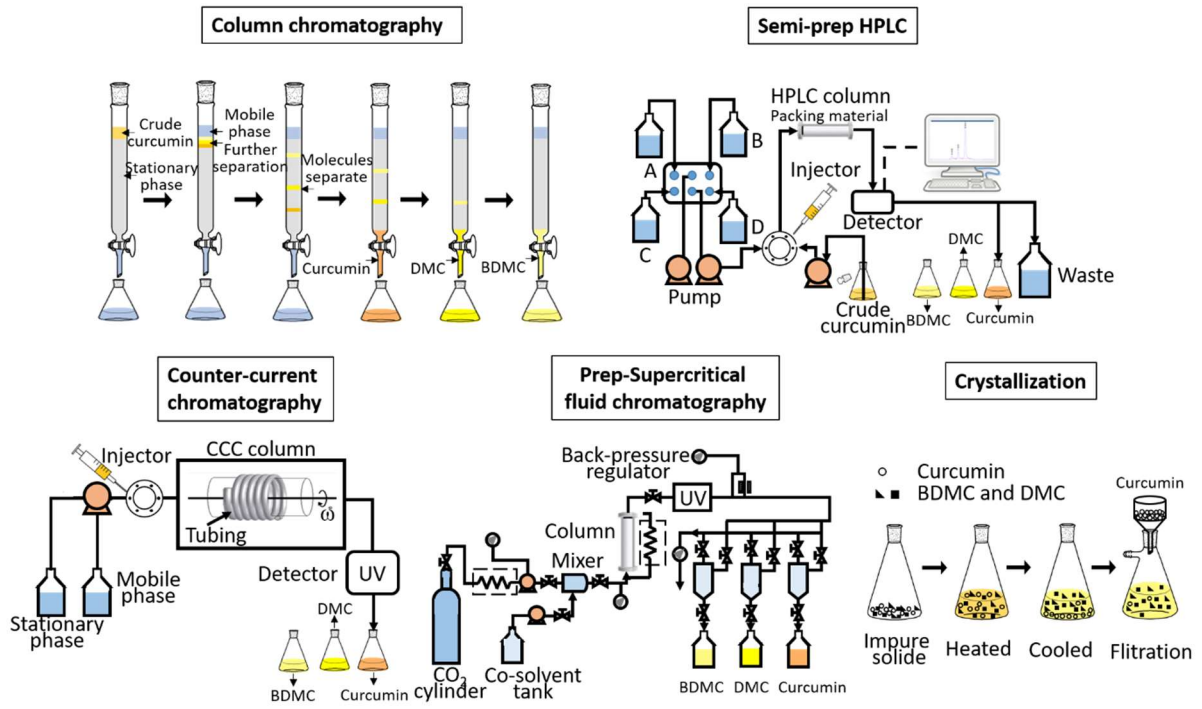 Column chromatography
Crude
curcumin
Stationary
phase
Mobile
phase
Further
separation
Molecules
separate
Curcumin
DMC
BDMC
Semi-prep HPLC
HPLC column
Packing material
A
B
C
D
Injector
Detector
Pump
Crude
curcumin
DMC
BDMC
Curcumin
Waste
Counter-current
chromatography
Injector
CCC column
ω
Tubing
Stationary
phase
Mobile
phase
Detector
UV
DMC
BDMC
Curcumin
Prep-Supercritical
fluid chromatography
Back-pressure
regulator
UV
Column
Mixer
CO2
cylinder
Co-solvent
tank
BDMC
DMC
Curcumin
Crystallization
Curcumin
BDMC and DMC
Curcumin
Impure
solide
Heated
Cooled
Flitration